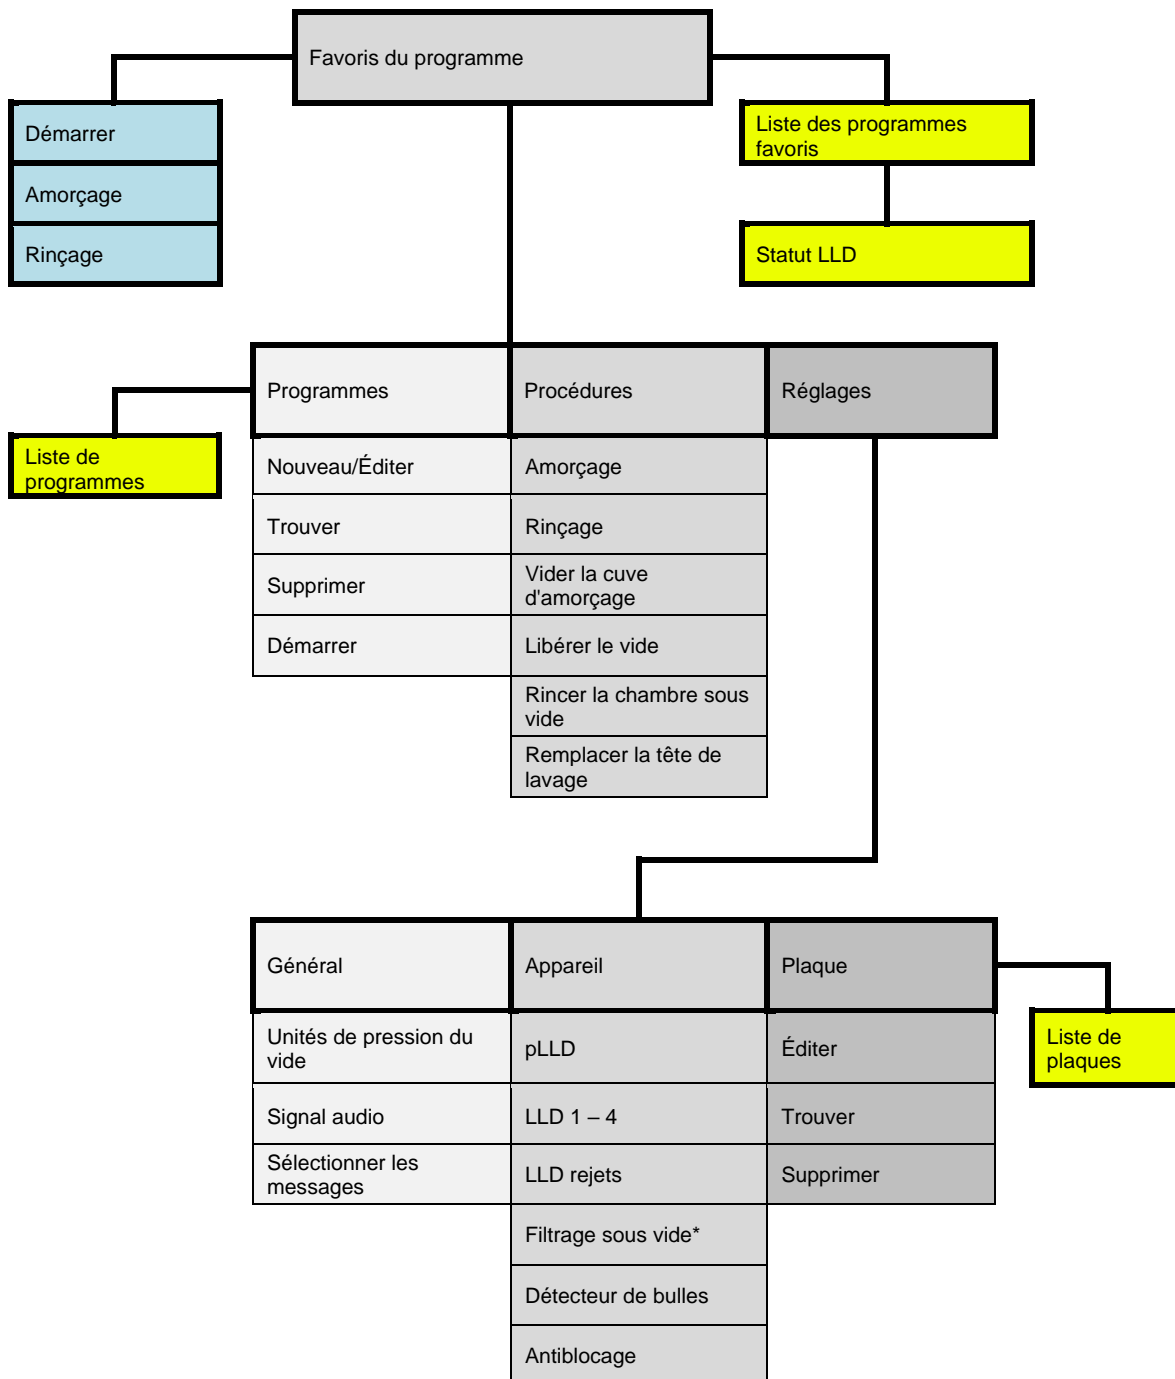 Favoris du programme
Démarrer
Amorçage
Rinçage
Liste des programmes
favoris
Statut LLD
Programmes
Procédures
Réglages
Liste de
programmes
Nouveau/Éditer
Amorçage
Trouver
Rinçage
Supprimer
Vider la cuve
d'amorçage
Démarrer
Libérer le vide
Rincer la chambre sous
vide
Remplacer la tête de
lavage
Général
Appareil
Plaque
Unités de pression du
vide
pLLD
Éditer
Liste de
plaques
Signal audio
LLD 1 – 4
Trouver
Sélectionner les
messages
LLD rejets
Supprimer
Filtrage sous vide*
Détecteur de bulles
Antiblocage